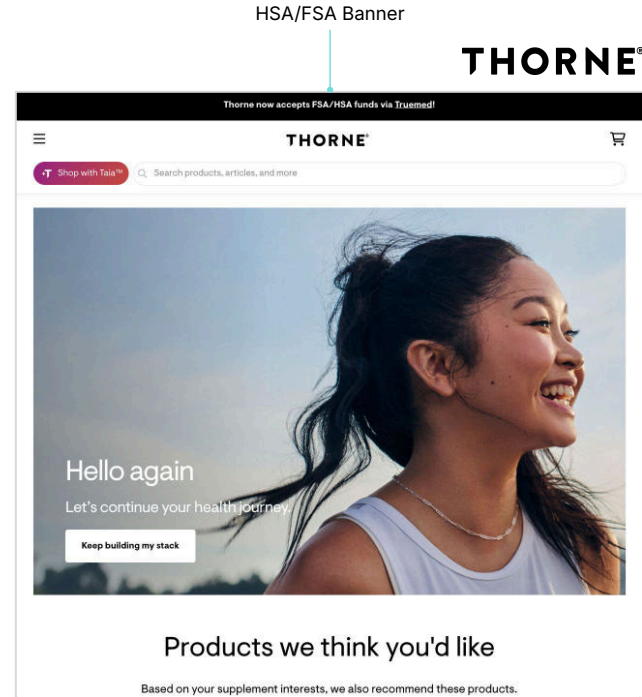 HSA/FSA Banner
THORNE®
Thorne now accepts FSA/HSA funds via Truemed!
THORNE®
Shop with Taia™
Search products, articles, and more
Hello again
Let's continue your health journey.
Keep building my stack
Products we think you'd like
Based on your supplement interests, we also recommend these products.